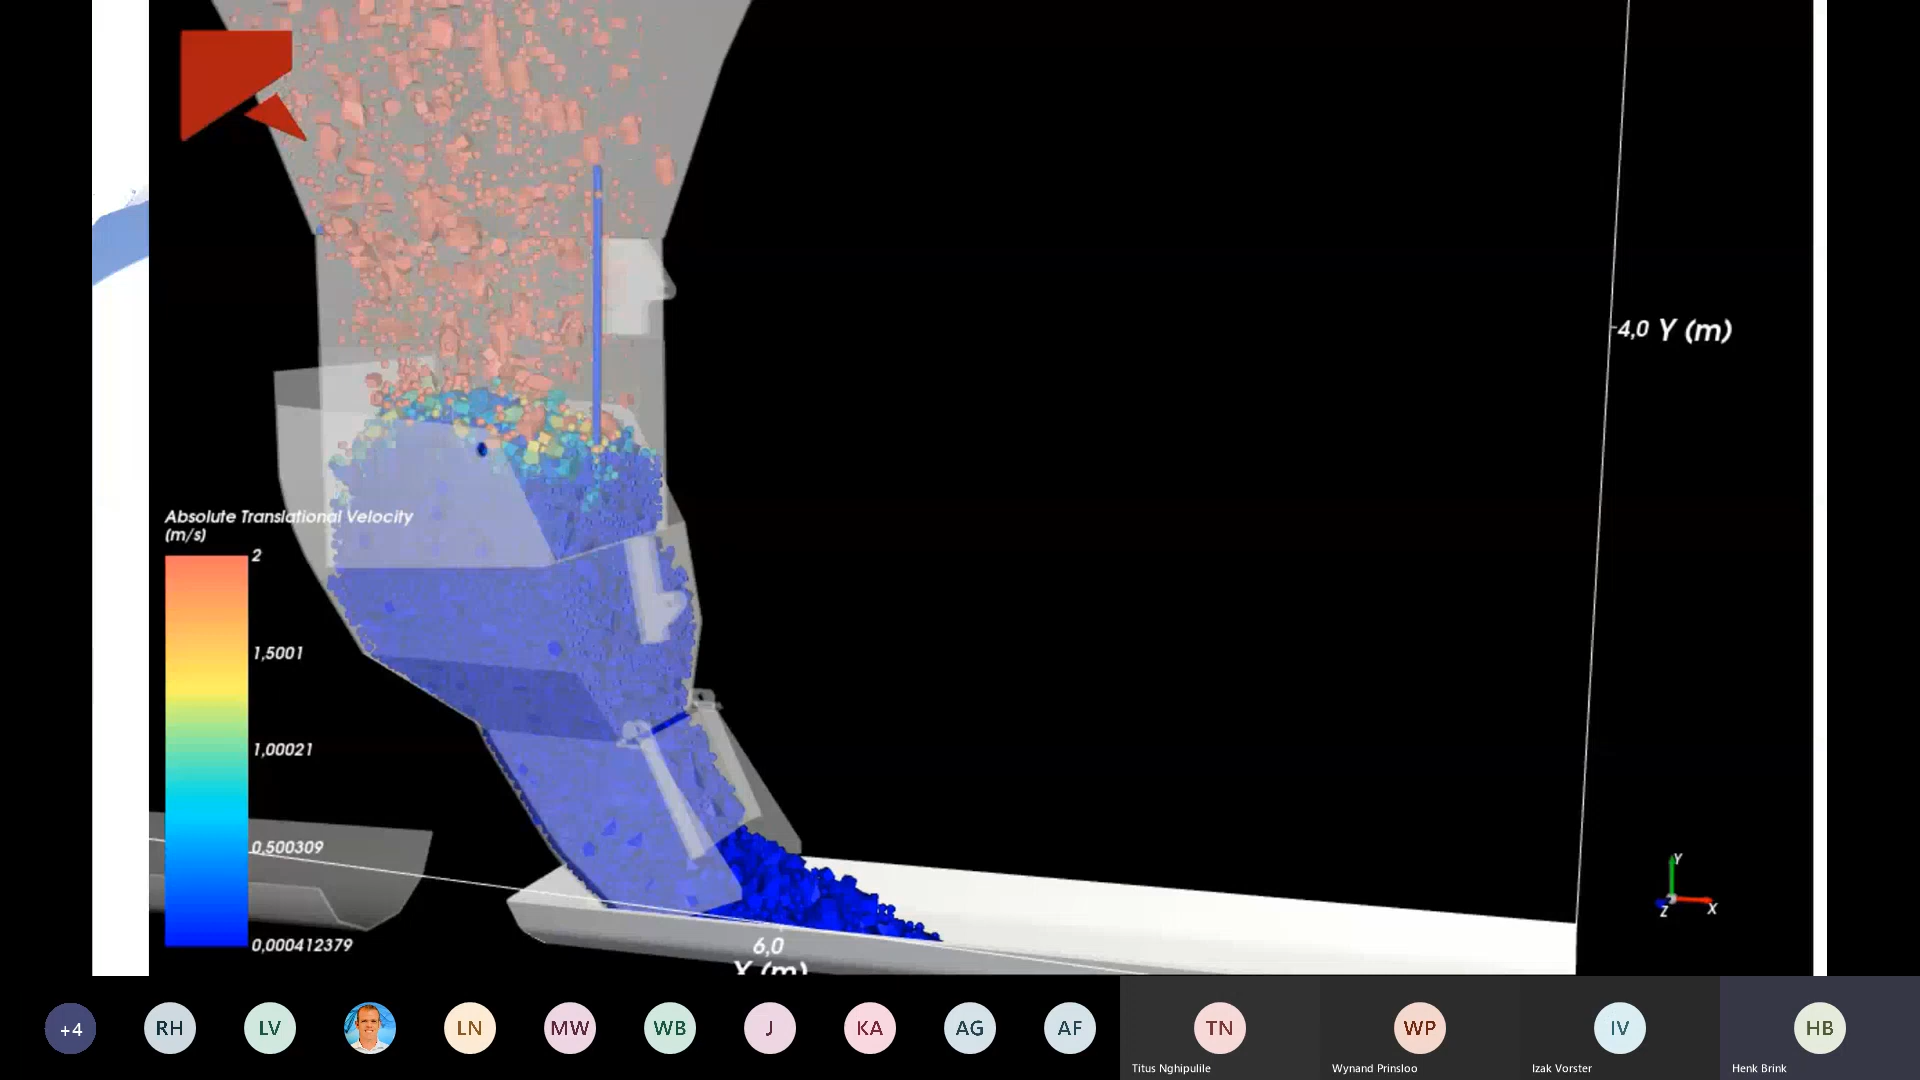 4,0 Y (m)
Absolute Translational Velocity
(m/s)
2
1,5001
1,00021
0,500309
0,000412379
6,0
X (m)
Y
Z
X
+4
RH
LV
LN
MW
WB
J
KA
AG
AF
TN
WP
IV
HB
Titus Nghipulile
Wynand Prinsloo
Izak Vorster
Henk Brink